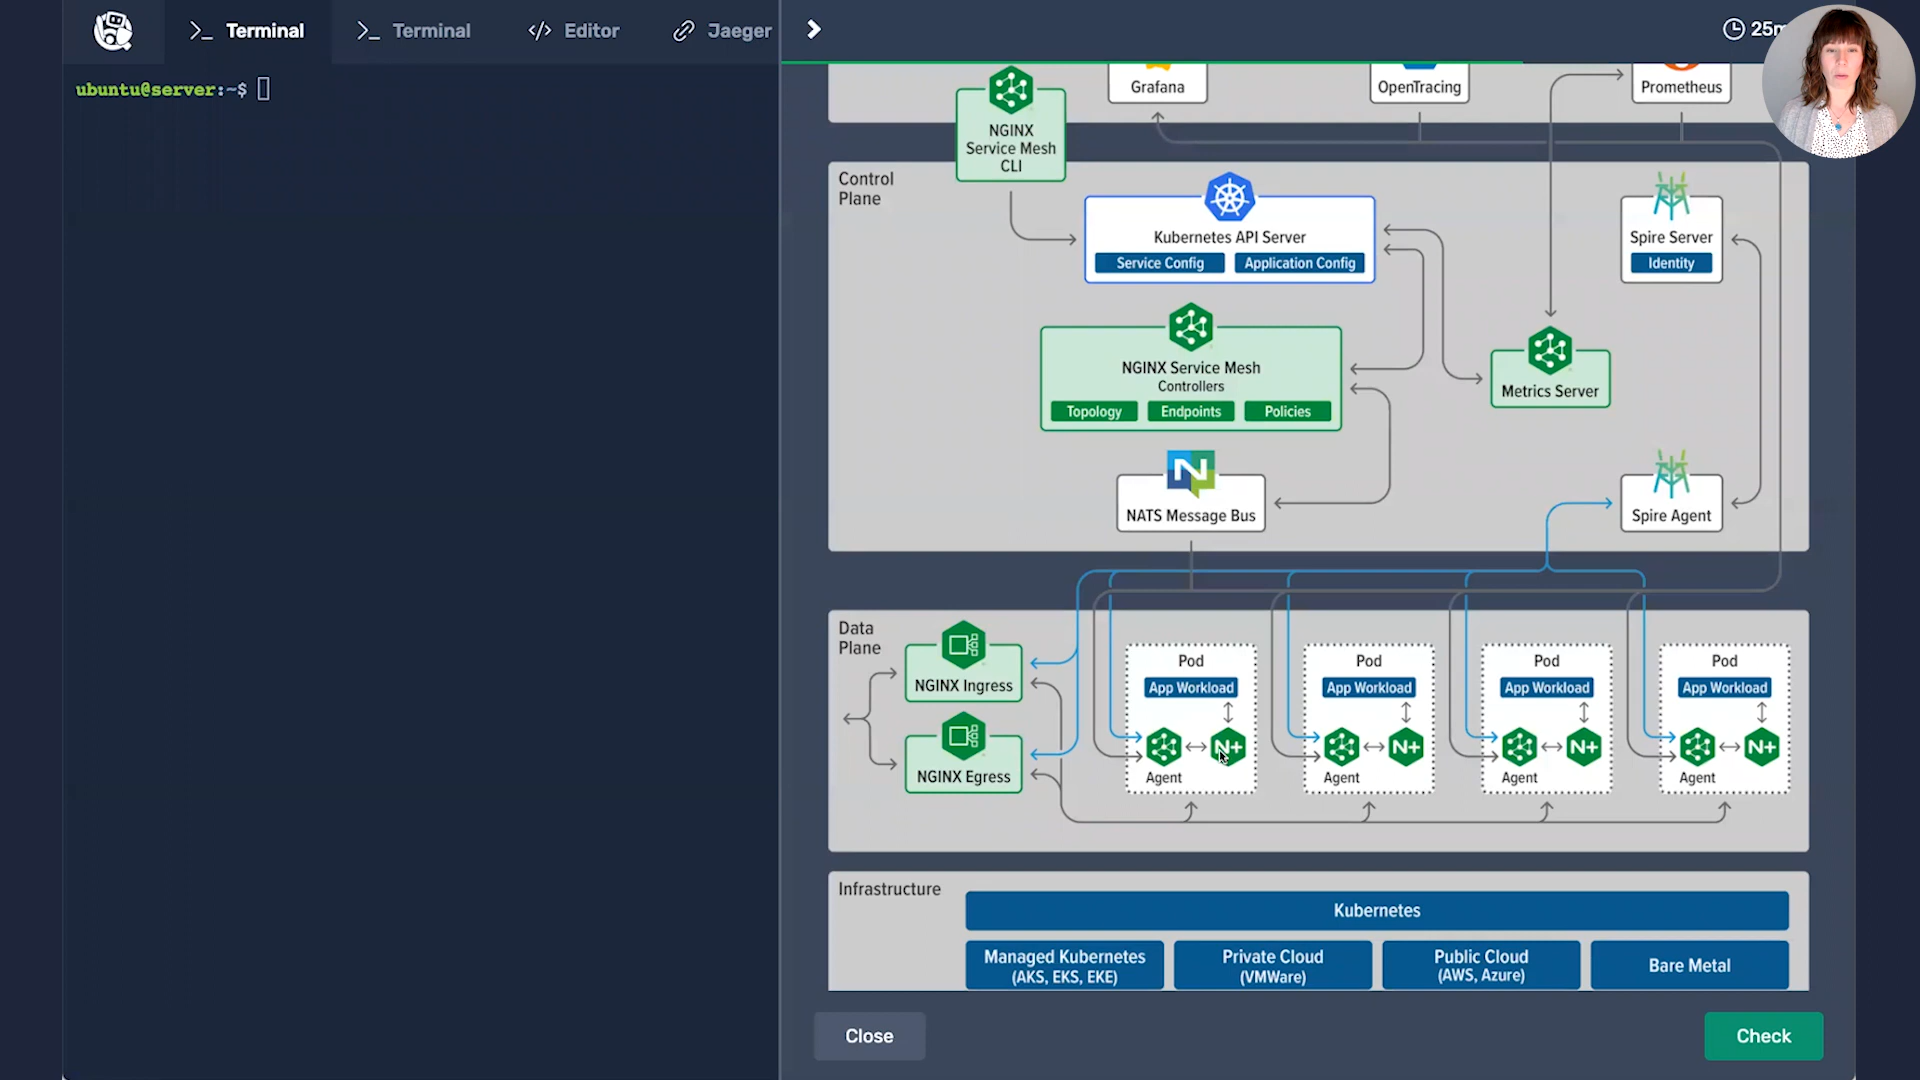 Terminal
Terminal
Editor
Jaeger
25m
ubuntu@server:~$
Grafana
OpenTracing
Prometheus
NGINX
Service Mesh
CLI
Control
Plane
Kubernetes API Server
Service Config
Application Config
Spire Server
Identity
NGINX Service Mesh
Controllers
Topology
Endpoints
Policies
Metrics Server
NATS Message Bus
Spire Agent
Data
Plane
NGINX Ingress
NGINX Egress
Pod
App Workload
Agent
N+
Pod
App Workload
Agent
N+
Pod
App Workload
Agent
N+
Pod
App Workload
Agent
N+
Infrastructure
Kubernetes
Managed Kubernetes
(AKS, EKS, EKE)
Private Cloud
(VMWare)
Public Cloud
(AWS, Azure)
Bare Metal
Close
Check